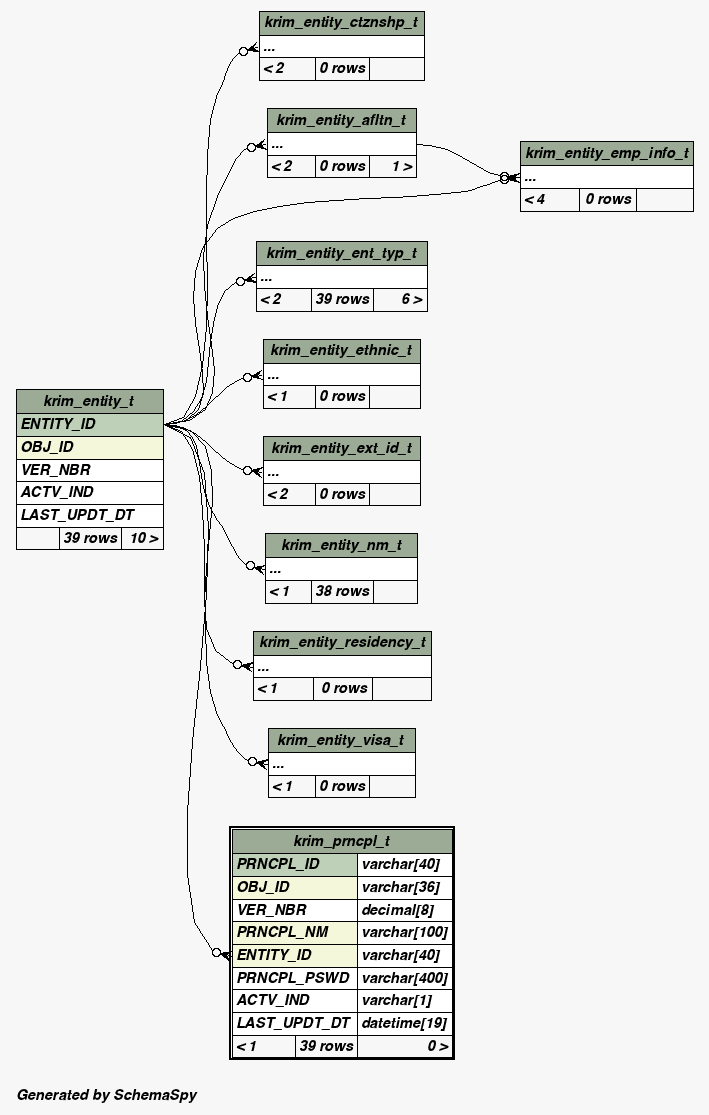 krim_entity_ctznshp_t
...
< 2 0 rows
krim_entity_afltn_t
...
< 2 0 rows 1 >
krim_entity_emp_info_t
...
< 4 0 rows
krim_entity_ent_typ_t
...
< 2 39 rows 6 >
krim_entity_ethnic_t
...
< 1 0 rows
krim_entity_t
ENTITY_ID
OBJ_ID
VER_NBR
ACTV_IND
LAST_UPDT_DT
39 rows 10 >
krim_entity_ext_id_t
...
< 2 0 rows
krim_entity_nm_t
...
< 1 38 rows
krim_entity_residency_t
...
< 1 0 rows
krim_entity_visa_t
...
< 1 0 rows
krim_prncpl_t
PRNCPL_ID varchar[40]
OBJ_ID varchar[36]
VER_NBR decimal[8]
PRNCPL_NM varchar[100]
ENTITY_ID varchar[40]
PRNCPL_PSWD varchar[400]
ACTV_IND varchar[1]
LAST_UPDT_DT datetime[19]
< 1 39 rows 0 >
Generated by SchemaSpy